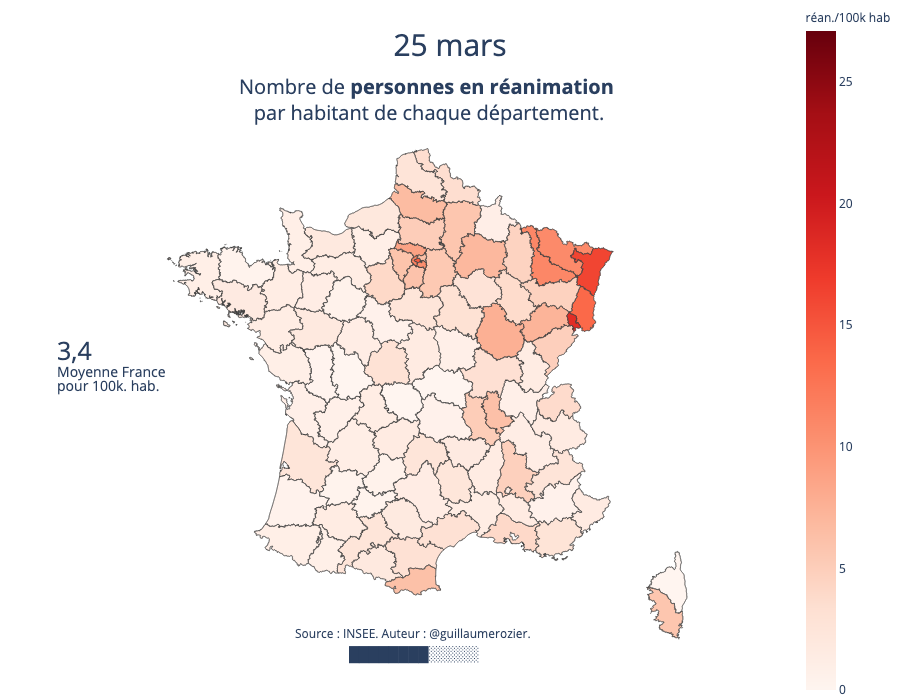 réan./100k hab
25 mars
Nombre de personnes en réanimation
par habitant de chaque département.
25
20
15
10
5
0
3,4
Moyenne France
pour 100k. hab.
Source : INSEE. Auteur : @guillaumerozier.